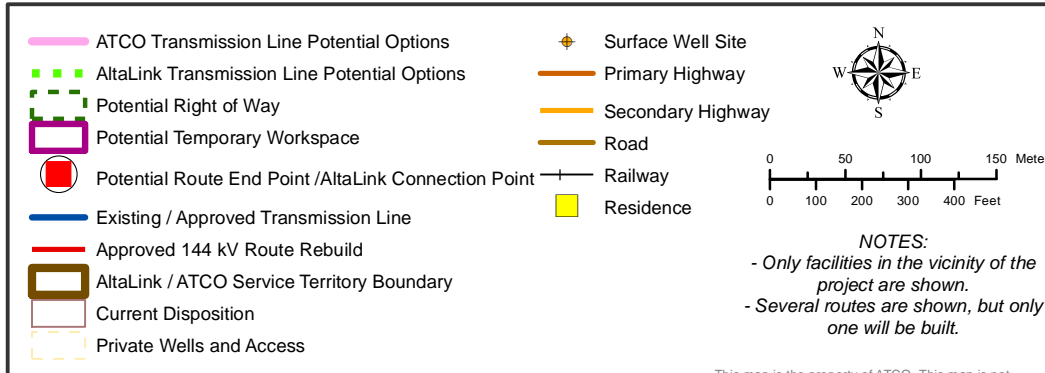 ATCO Transmission Line Potential Options
AltaLink Transmission Line Potential Options
Potential Right of Way
Potential Temporary Workspace
Potential Route End Point /AltaLink Connection Point
Existing / Approved Transmission Line
Approved 144 kV Route Rebuild
AltaLink / ATCO Service Territory Boundary
Current Disposition
Private Wells and Access
Surface Well Site
Primary Highway
Secondary Highway
Road
Railway
Residence
N
W E
S
0 50 100 150 Mete
0 100 200 300 400 Feet
NOTES:
- Only facilities in the vicinity of the
project are shown.
- Several routes are shown, but only
one will be built.
This map is the property of ATCO. This map is not